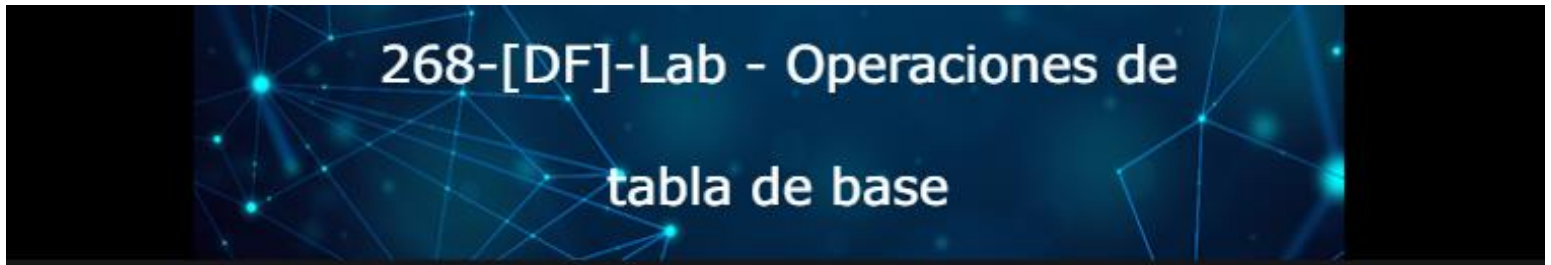 268-[DF]-Lab - Operaciones de
tabla de base